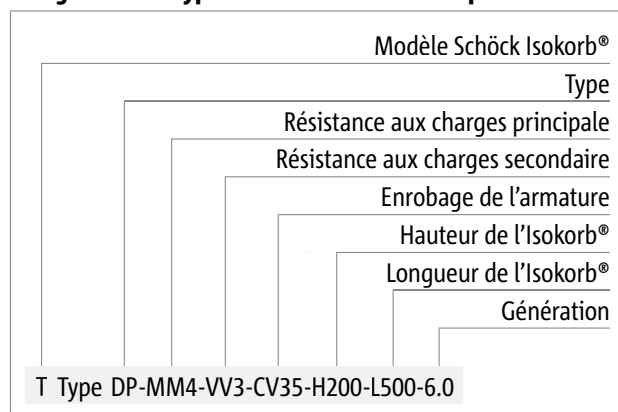 Modèle Schöck Isokorb®
Type
Résistance aux charges principale
Résistance aux charges secondaire
Enrobage de l’armature
Hauteur de l’Isokorb®
Longueur de l’Isokorb®
Génération
T Type DP-MM4-VV3-CV35-H200-L500-6.0